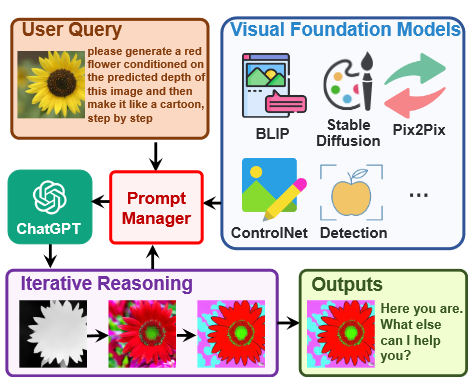 User Query
please generate a red
flower conditioned on
the predicted depth of
this image and then
make it like a cartoon,
step by step
Visual Foundation Models
BLIP
Stable
Diffusion
Pix2Pix
ControlNet
Detection
...
ChatGPT
Prompt
Manager
Iterative Reasoning
Outputs
Here you are.
What else
can I help
you?